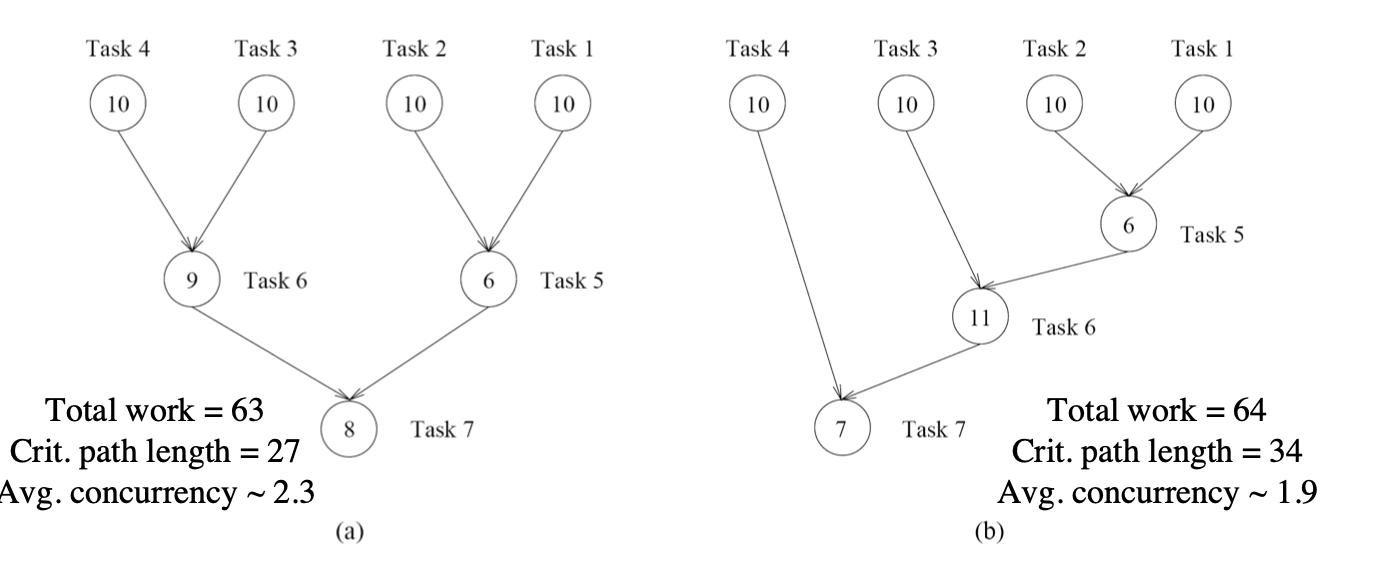 Task 4 Task 3 Task 2 Task 1
10 10 10 10
9 Task 6 6 Task 5
Total work = 63
8 Task 7
Crit. path length = 27
Avg. concurrency ~ 2.3
(a)
Task 4 Task 3 Task 2 Task 1
10 10 10 10
6 Task 5
11 Task 6
7 Task 7
Total work = 64
Crit. path length = 34
Avg. concurrency ~ 1.9
(b)